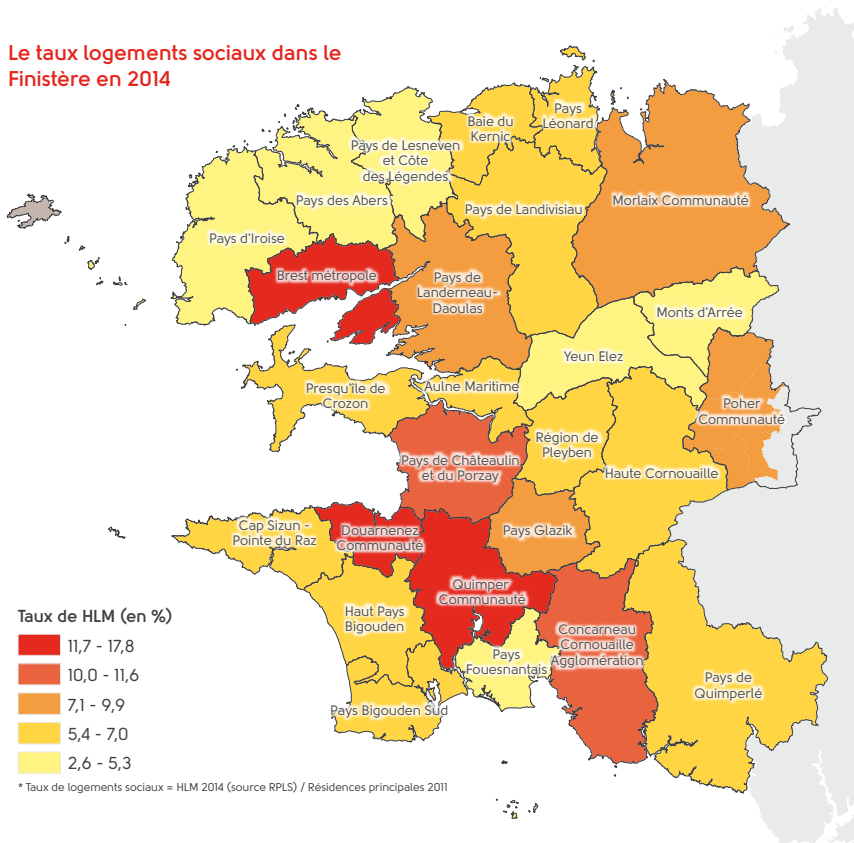 Le taux logements sociaux dans le
Finistère en 2014
Pays
Léonard
Baie du
Kernic
Pays de Lesneven
et Côte
des Légendes
Pays des Abers
Pays de Landivisiau
Morlaix Communauté
Pays d'Iroise
Brest métropole
Pays de
Landerneau-
Daoulas
Monts d'Arrée
Yeun Elez
Presqu'île de
Crozon
Aulne Maritime
Poher
Communauté
Région de
Pleyben
Pays de Châteaulin
et du Porzay
Haute Cornouaille
Cap Sizun -
Pointe du Raz
Douarnenez
Communauté
Pays Glazik
Quimper
Communauté
Haut Pays
Bigouden
Concarneau
Cornouaille
Agglomération
Pays
Fouesnantais
Pays de
Quimperlé
Pays Bigouden Sud
Taux de HLM (en %)
11,7 - 17,8
10,0 - 11,6
7,1 - 9,9
5,4 - 7,0
2,6 - 5,3
* Taux de logements sociaux = HLM 2014 (source RPLS) / Résidences principales 2011